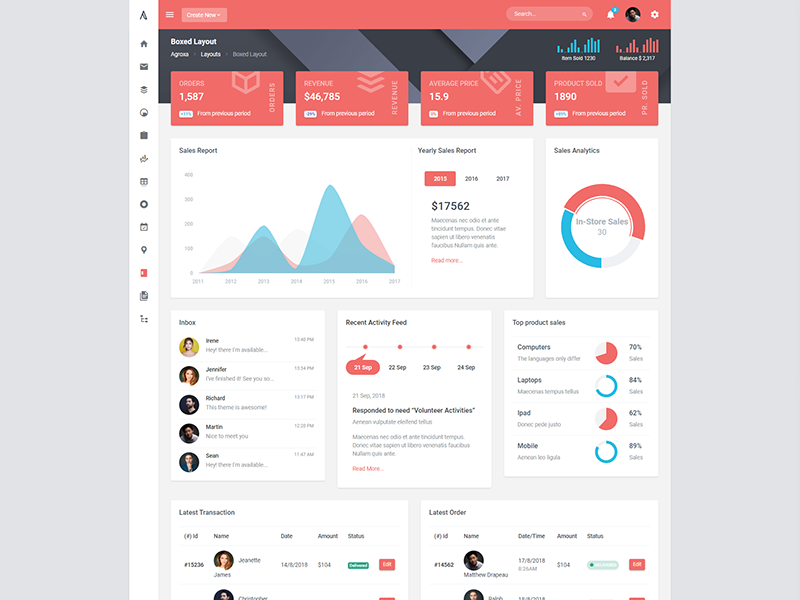 Create New
Search...
Boxed Layout
Agroxa Layouts Boxed Layout
Item Sold 1230
Balance $ 2,317
ORDERS
1,587
From previous period
ORDERS
REVENUE
$46,785
From previous period
REVENUE
AVERAGE PRICE
15.9
From previous period
AV. PRICE
PRODUCT SOLD
1890
From previous period
PR. SOLD
Sales Report
400
300
200
100
0
2011 2012 2013 2014 2015 2016 2017
Yearly Sales Report
2015 2016 2017
$17562
Maecenas nec odio et ante
tincidunt tempus. Donec vitae
sapien ut libero venenatis
faucibus Nullam quis ante.
Read more...
Sales Analytics
In-Store Sales
30
Inbox
Irene 13:40 PM
Hey! there I'm available...
Jennifer 13:34 PM
I've finished it! See you so...
Richard 13:17 PM
This theme is awesome!
Martin 12:20 PM
Nice to meet you
Sean 11:47 AM
Hey! there I'm available...
Recent Activity Feed
21 Sep 22 Sep 23 Sep 24 Sep
21 Sep, 2018
Responded to need “Volunteer Activities”
Aenean vulputate eleifend tellus
Maecenas nec odio et ante tincidunt tempus.
Donec vitae sapien ut libero venenatis faucibus
Nullam quis ante.
Read More...
Top product sales
Computers 70%
The languages only differ Sales
Laptops 84%
Maecenas tempus tellus Sales
Ipad 62%
Donec pede justo Sales
Mobile 89%
Aenean leo ligula Sales
Latest Transaction
(#) Id Name Date Amount Status
#15236 Jeanette James 14/8/2018 $104 Delivered Edit
Christopher
Latest Order
(#) Id Name Date/Time Amount Status
#14562 Matthew Drapeau 17/8/2018 8:26AM $104 Edit
Ralph